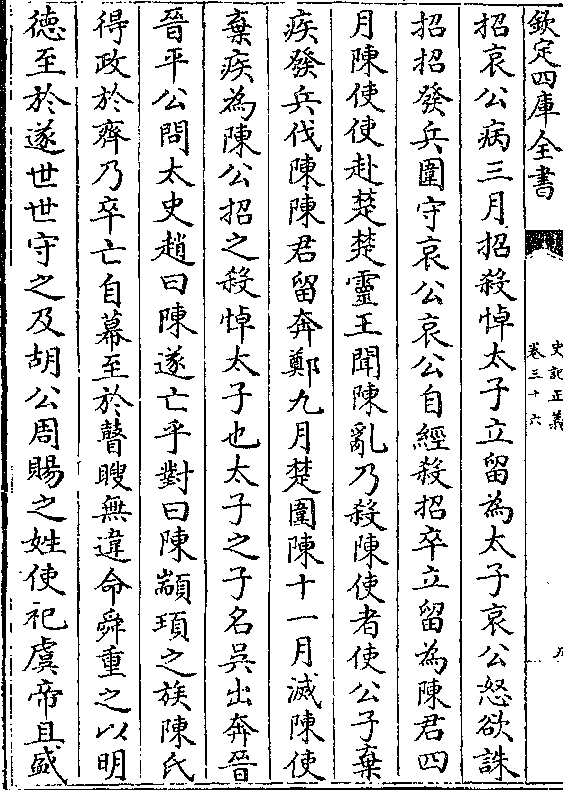 欽定四庫全書
史記正義
卷三十六
招哀公病三月招殺悼太子立留為太子哀公怒欲誅
招招發兵圍守哀公哀公自經殺招卒立留為陳君四
月陳使使赴楚楚靈王聞陳亂乃殺陳使者使公子棄
疾發兵伐陳陳君留奔鄭九月楚圍陳十一月滅陳使
棄疾為陳公招之殺悼太子也太子之子名吳出奔晉
晉平公問太史趙曰陳遂亡乎對曰陳顓頊之族陳氏
得政於齊乃卒亡自幕至於瞽瞍無違命舜重之以明
德至於遂世世守之及胡公周賜之姓使祀虞帝且盛